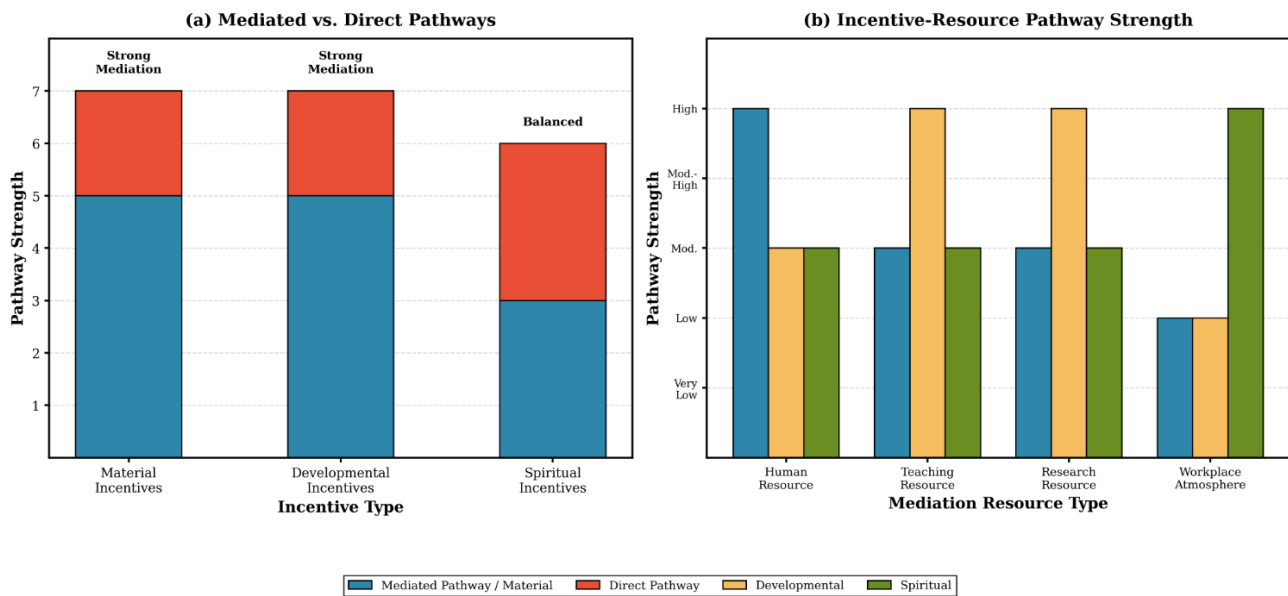 (a) Mediated vs. Direct Pathways
Strong
Mediation
Strong
Mediation
Balanced
Pathway Strength
7
6
5
4
3
2
1
Material
Incentives
Developmental
Incentives
Spiritual
Incentives
Incentive Type
(b) Incentive-Resource Pathway Strength
Pathway Strength
High
Mod.-
High
Mod.
Low
Very
Low
Human
Resource
Teaching
Resource
Research
Resource
Workplace
Atmosphere
Mediation Resource Type
Mediated Pathway / Material
Direct Pathway
Developmental
Spiritual